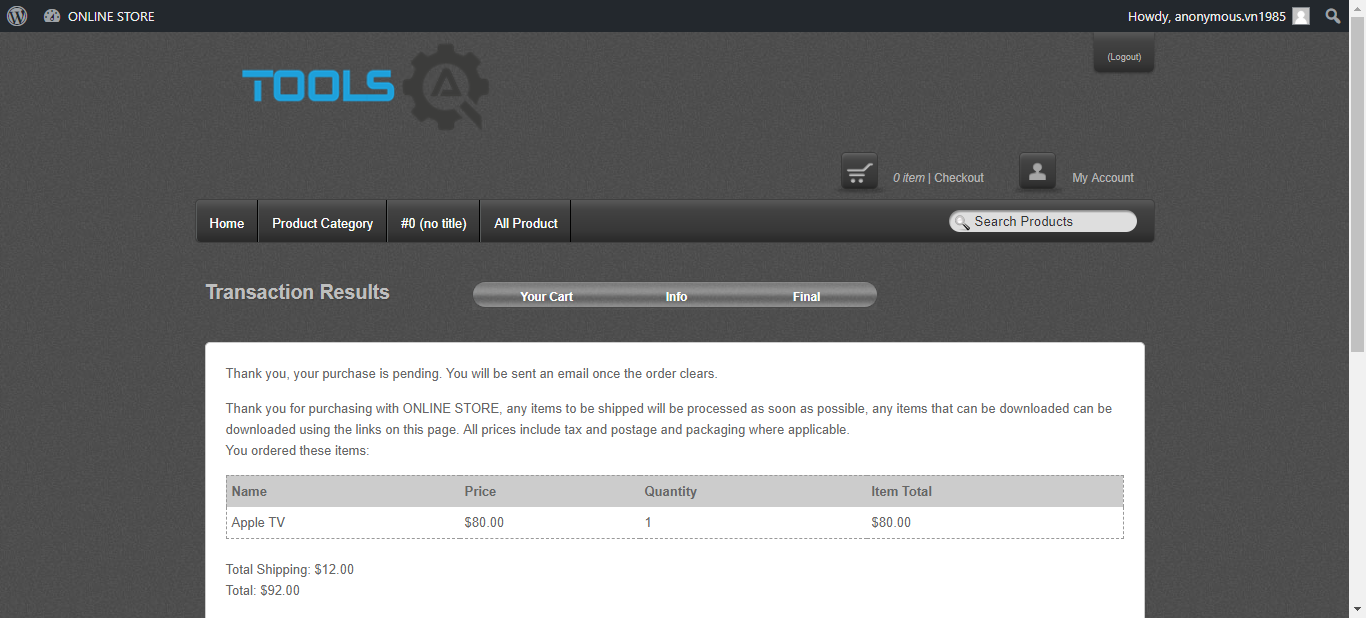 ONLINE STORE
Howdy, anonymous.vn1985
(Logout)
TOOLS QA
0 item | Checkout
My Account
Home
Product Category
#0 (no title)
All Product
Search Products
Transaction Results
Your Cart
Info
Final
Thank you, your purchase is pending. You will be sent an email once the order clears.
Thank you for purchasing with ONLINE STORE, any items to be shipped will be processed as soon as possible, any items that can be downloaded can be
downloaded using the links on this page. All prices include tax and postage and packaging where applicable.
You ordered these items:
Name Price Quantity Item Total
Apple TV $80.00 1 $80.00
Total Shipping: $12.00
Total: $92.00